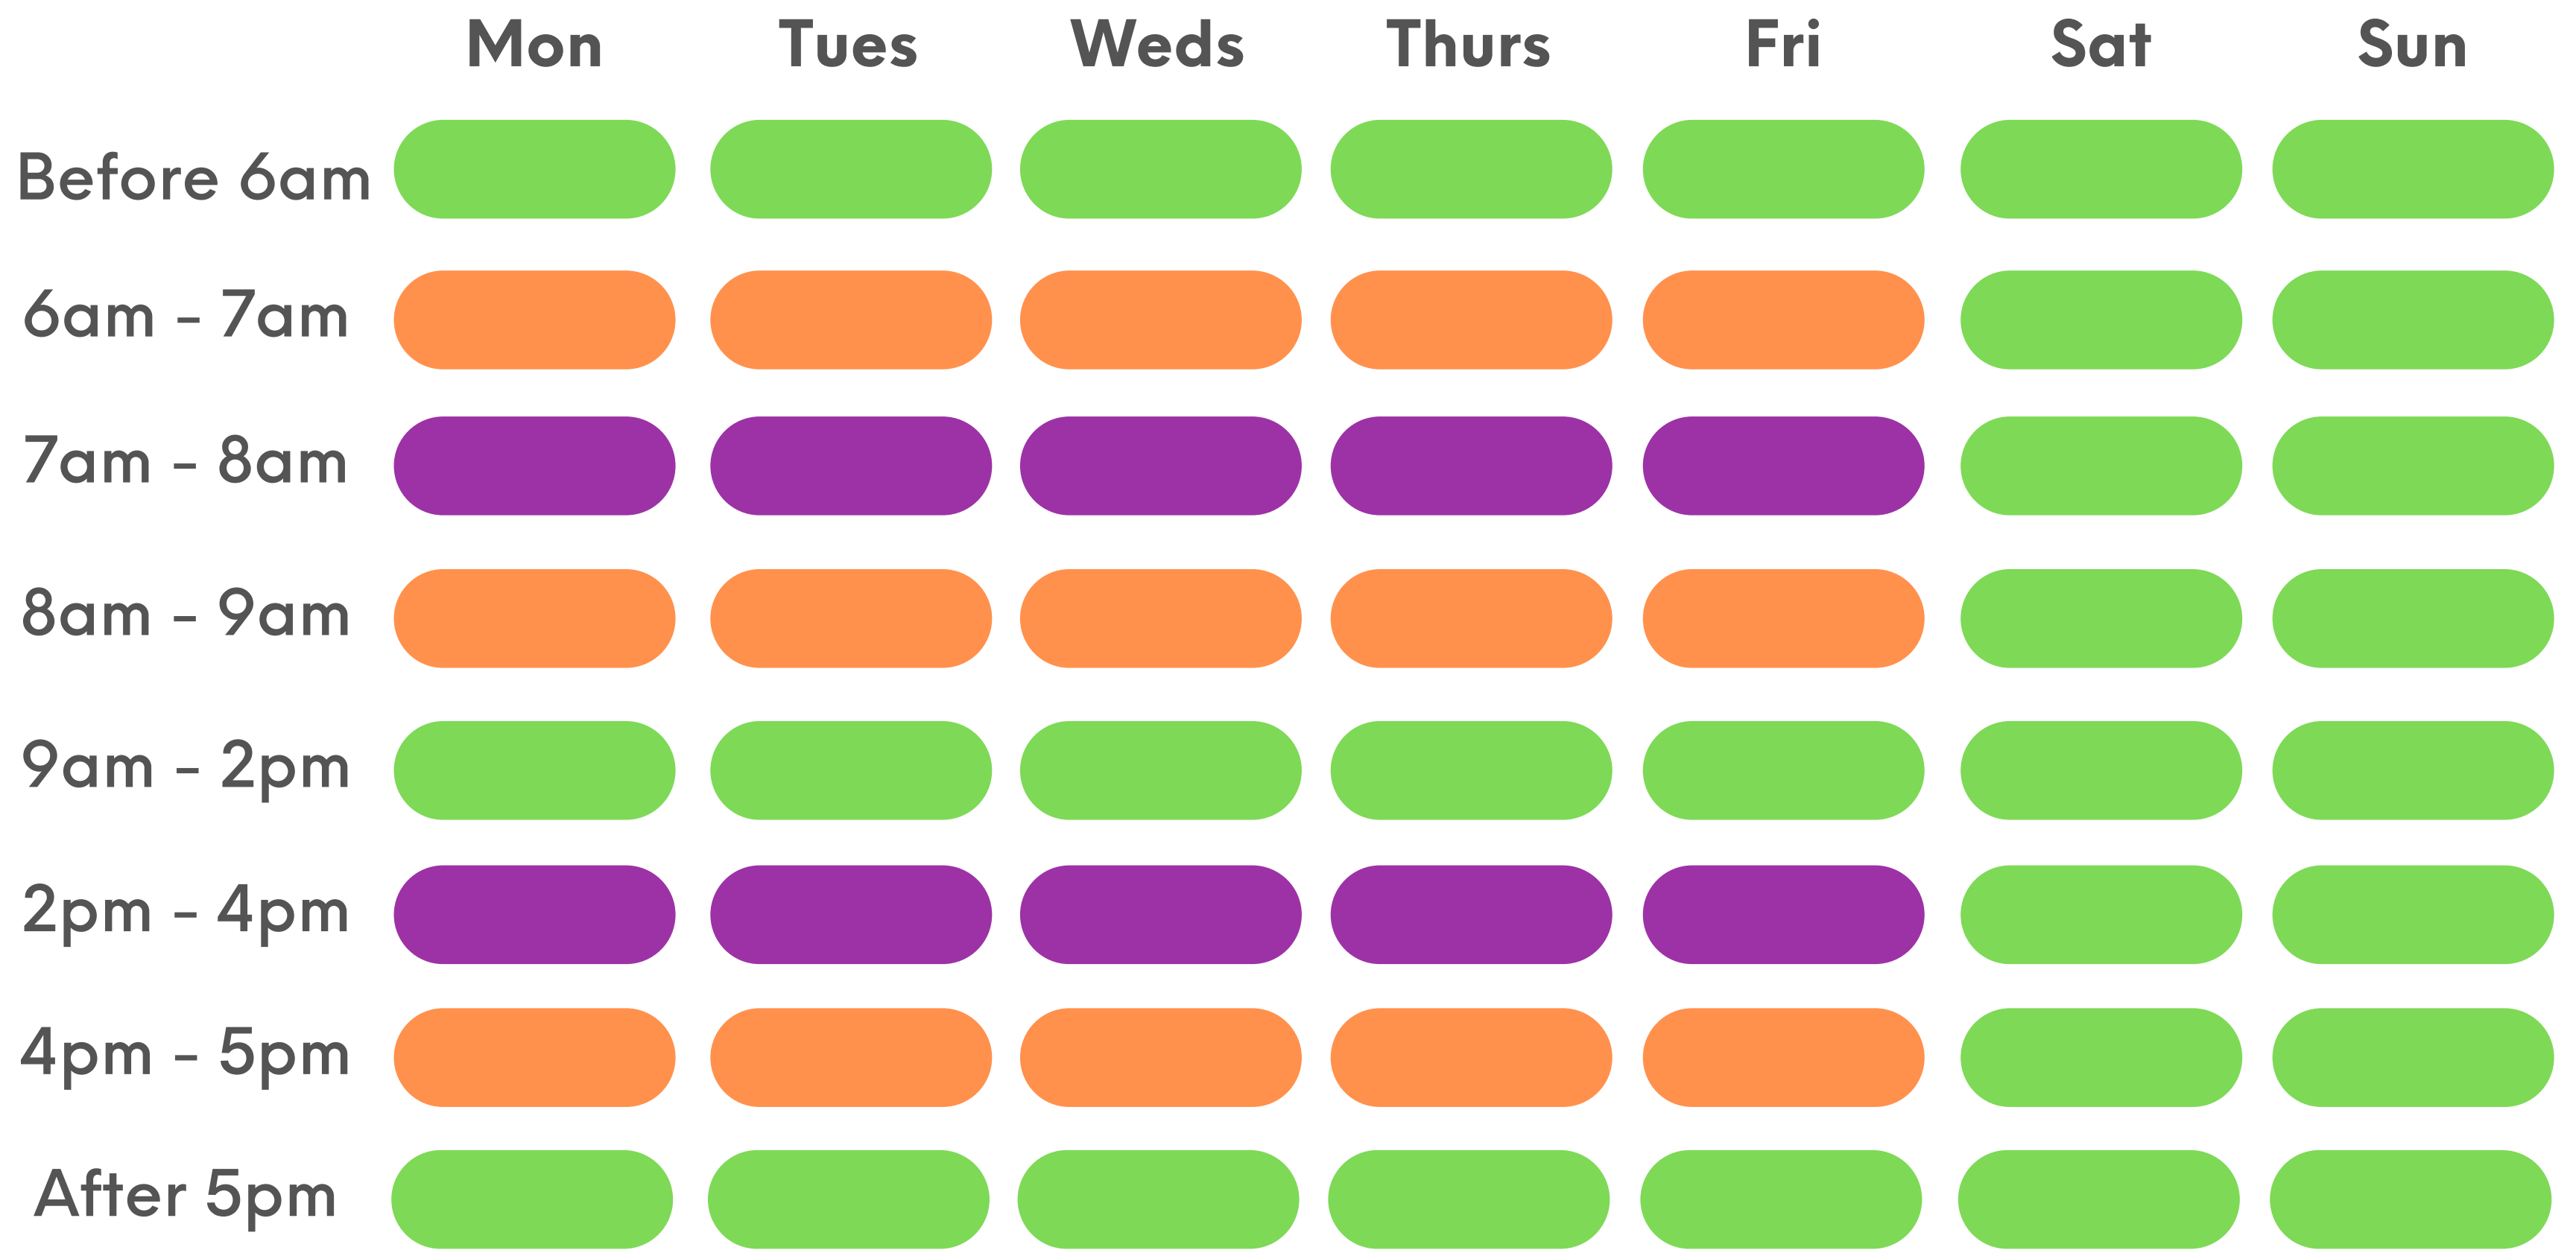 Mon Tues Weds Thurs Fri Sat Sun
Before 6am
6am - 7am
7am - 8am
8am - 9am
9am - 2pm
2pm - 4pm
4pm - 5pm
After 5pm